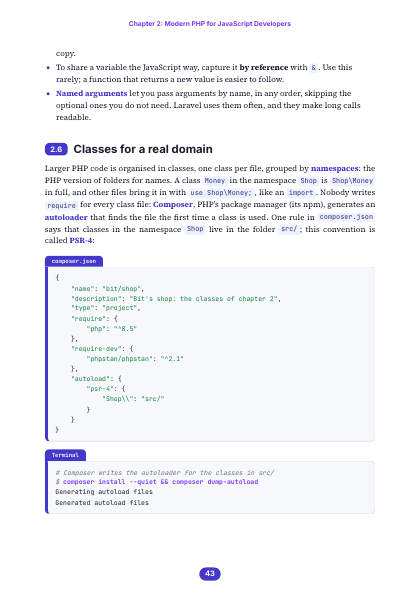 Chapter 2: Modern PHP for JavaScript Developers
copy.
• To share a variable the JavaScript way, capture it by reference with &. Use this
rarely; a function that returns a new value is easier to follow.
• Named arguments let you pass arguments by name, in any order, skipping the
optional ones you do not need. Laravel uses them often, and they make long calls
readable.
2.6 Classes for a real domain
Larger PHP code is organised in classes, one class per file, grouped by namespaces: the
PHP version of folders for names. A class Money in the namespace Shop is Shop\Money
in full, and other files bring it in with use Shop\Money;, like an import. Nobody writes
require for every class file: Composer, PHP's package manager (its npm), generates an
autoloader that finds the file the first time a class is used. One rule in composer.json
says that classes in the namespace Shop live in the folder src/; this convention is
called PSR-4:
composer.json
{
    "name": "bit/shop",
    "description": "Bit's shop: the classes of chapter 2",
    "type": "project",
    "require": {
        "php": "^8.5"
    },
    "require-dev": {
        "phpstan/phpstan": "^2.1"
    },
    "autoload": {
        "psr-4": {
            "Shop\\": "src/"
        }
    }
}
Terminal
# Composer writes the autoloader for the classes in src/
$ composer install --quiet && composer dump-autoload
Generating autoload files
Generated autoload files
43